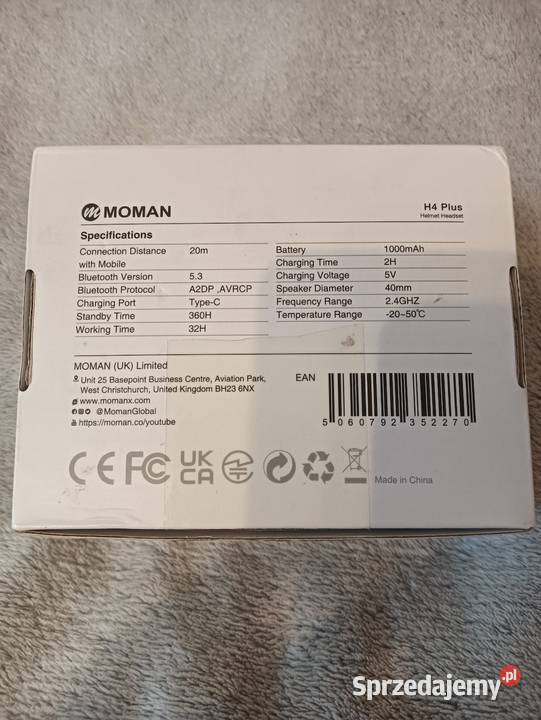 MOMAN
H4 Plus
Helmet Headset
Specifications
Connection Distance with Mobile 20m
Bluetooth Version 5.3
Bluetooth Protocol A2DP ,AVRCP
Charging Port Type-C
Standby Time 360H
Working Time 32H
Battery 1000mAh
Charging Time 2H
Charging Voltage 5V
Speaker Diameter 40mm
Frequency Range 2.4GHZ
Temperature Range -20~50℃
MOMAN (UK) Limited
Unit 25 Basepoint Business Centre, Aviation Park,
West Christchurch, United Kingdom BH23 6NX
www.momanx.com
@MomanGlobal
https://moman.co/youtube
EAN
5060792352270
CE FC UK
CA
Made in China
Sprzedajemy.pl